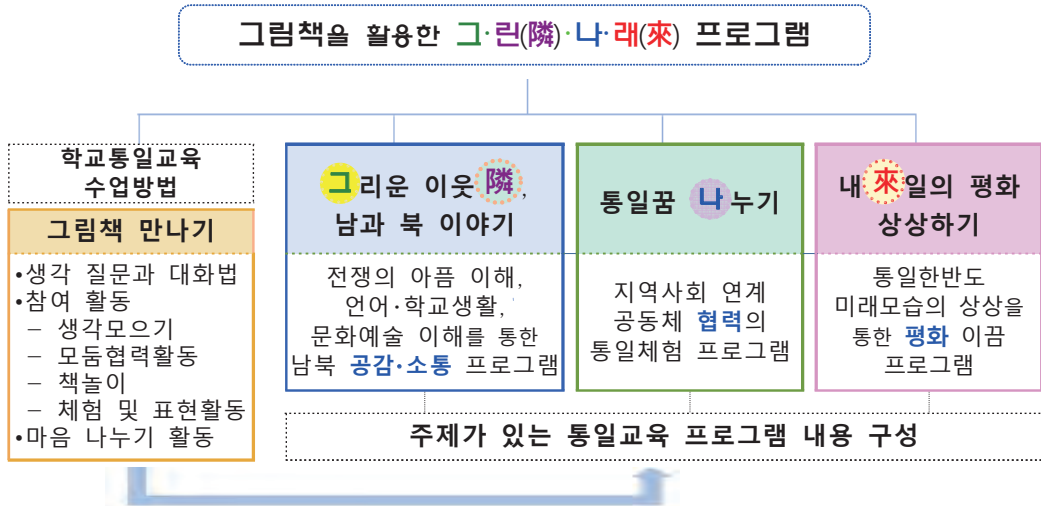 그림책을 활용한 그·린(隣)·나·래(來) 프로그램
학교통일교육
수업방법
그림책 만나기
•생각 질문과 대화법
•참여 활동
– 생각모으기
– 모둠협력활동
– 책놀이
– 체험 및 표현활동
•마음 나누기 활동
그리운 이웃隣,
남과 북 이야기
전쟁의 아픔 이해,
언어·학교생활,
문화예술 이해를 통한
남북 공감·소통 프로그램
통일꿈 나누기
지역사회 연계
공동체 협력의
통일체험 프로그램
내來일의 평화
상상하기
통일한반도
미래모습의 상상을
통한 평화 이끔
프로그램
주제가 있는 통일교육 프로그램 내용 구성